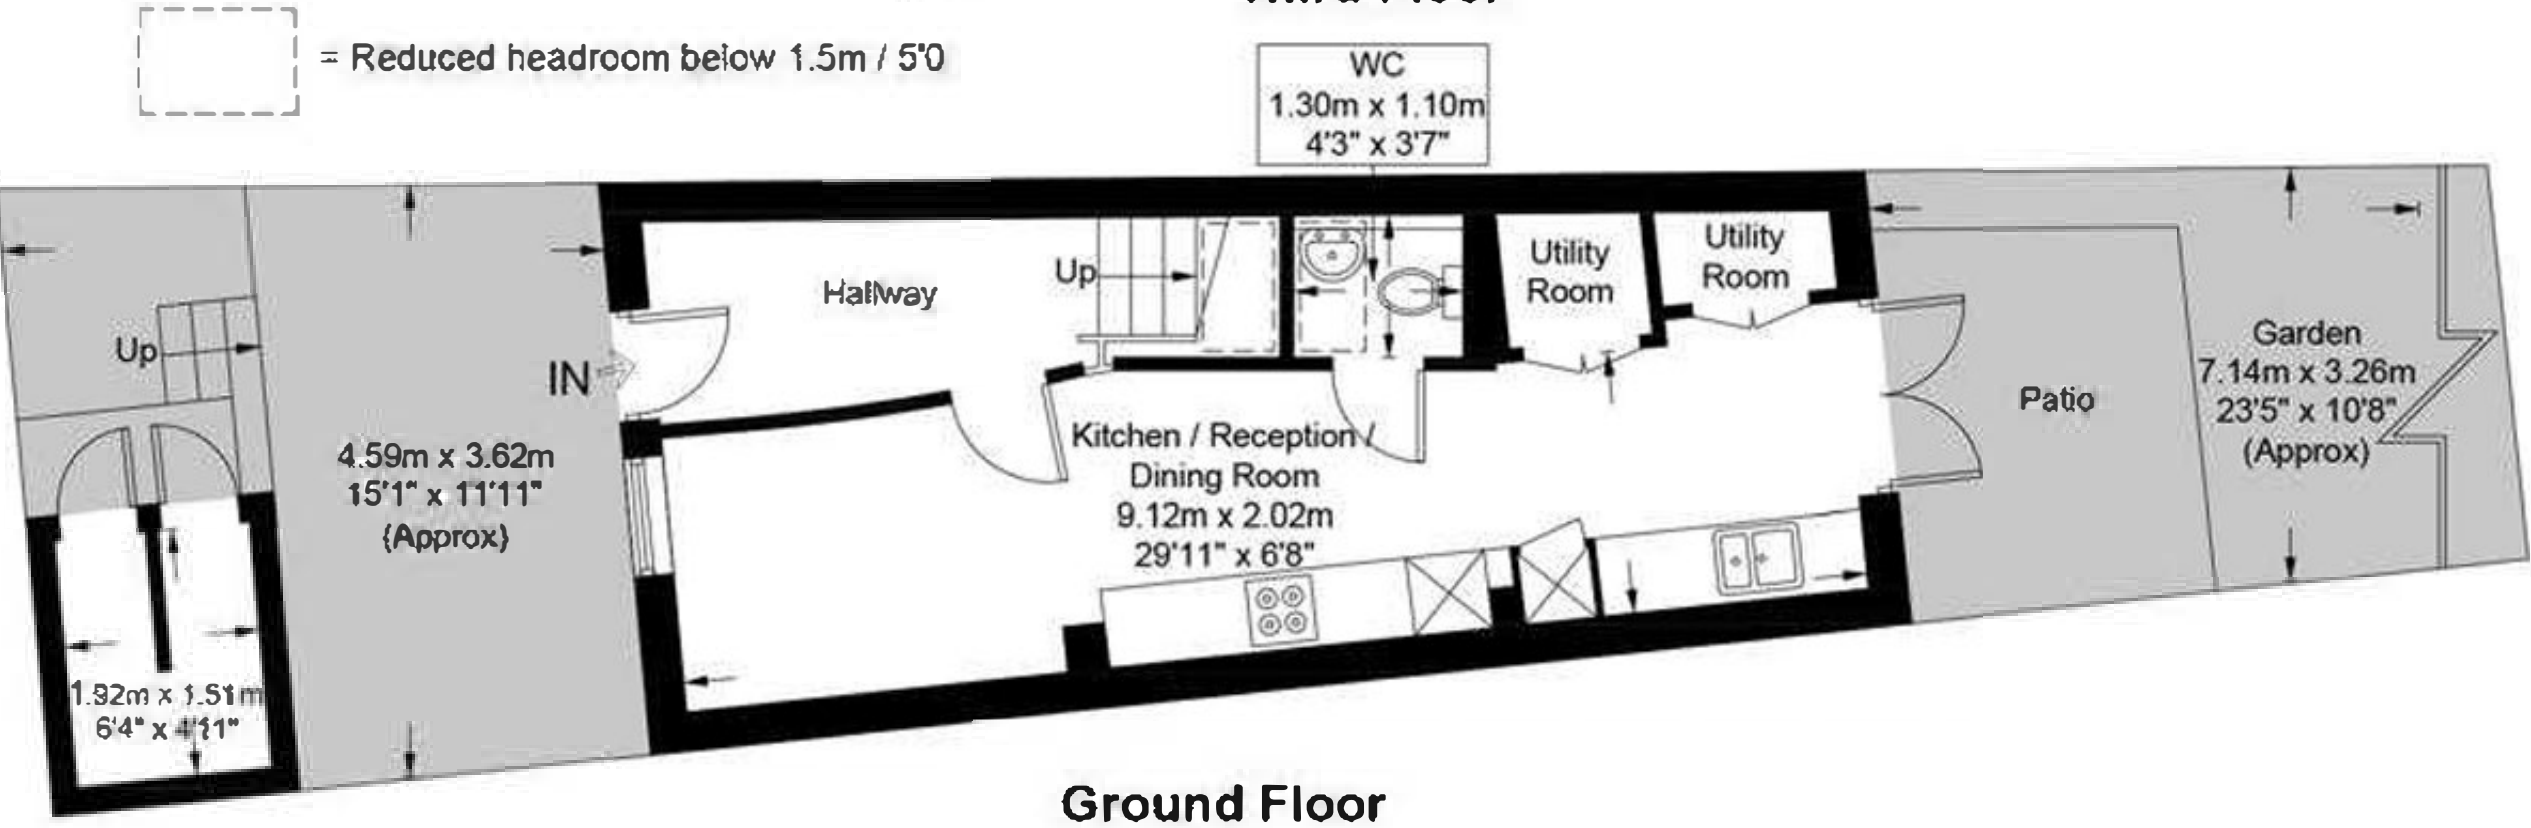 = Reduced headroom below 1.5m / 5'0
WC
1.30m x 1.10m
4'3" x 3'7"
Utility
Room
Utility
Room
Up
Hallway
Up
IN
Garden
7.14m x 3.26m
23'5" x 10'8"
(Approx)
Patio
4.59m x 3.62m
15'1" x 11'11"
(Approx)
Kitchen / Reception /
Dining Room
9.12m x 2.02m
29'11" x 6'8"
1.92m x 1.51m
6'4" x 4'11"
Ground Floor